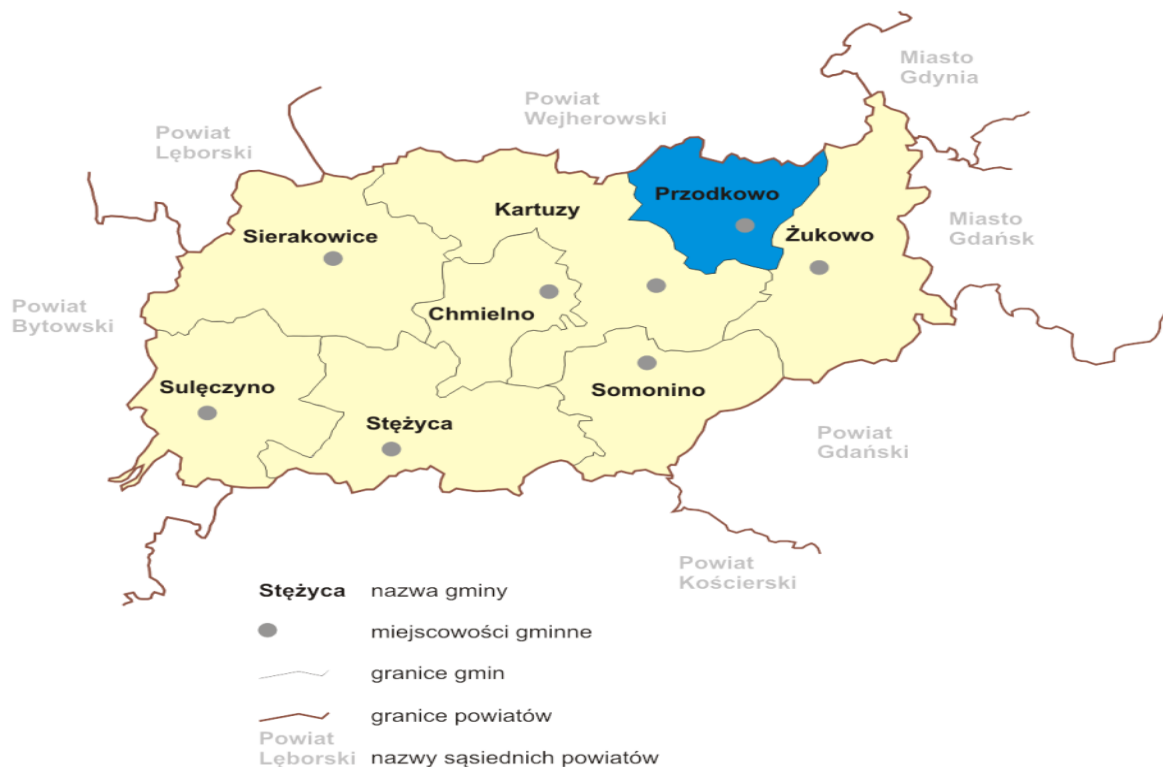 Miasto
Gdynia
Powiat
Wejherowski
Powiat
Lęborski
Przodkowo
Kartuzy
Sierakowice
Żukowo
Miasto
Gdańsk
Powiat
Bytowski
Chmielno
Sulęczyno
Somonino
Stężyca
Powiat
Gdański
Powiat
Kościerski
Stężyca nazwa gminy
miejscowości gminne
granice gmin
granice powiatów
Powiat
Lęborski nazwy sąsiednich powiatów